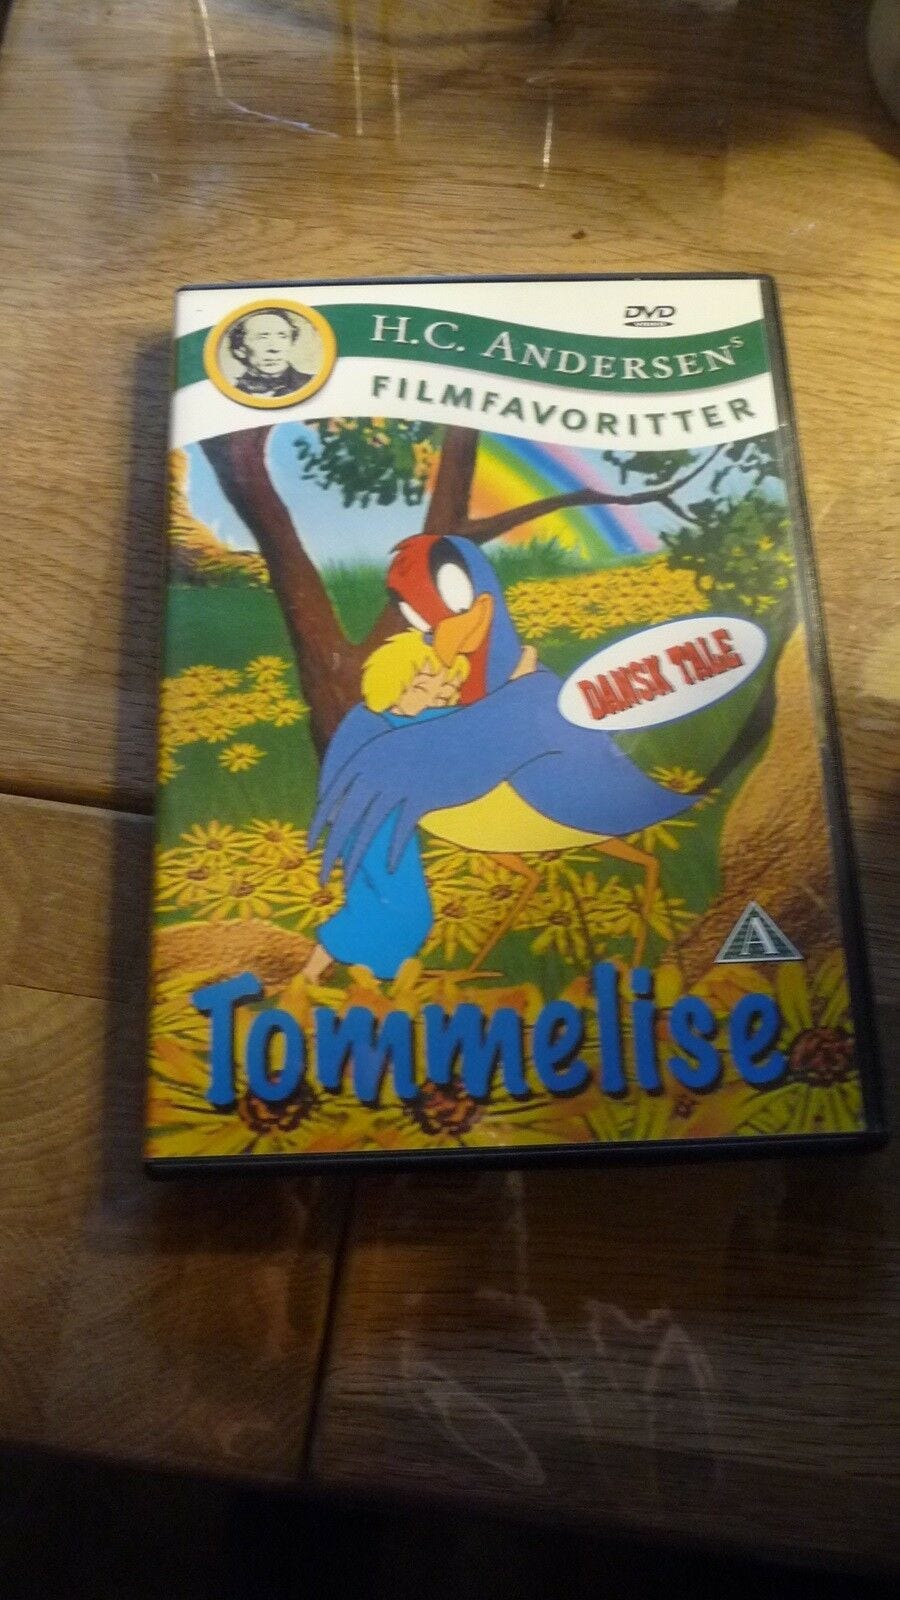 DVD
H.C. ANDERSENS
FILMFAVORITTER
DANSK TALE
A
Tommelise